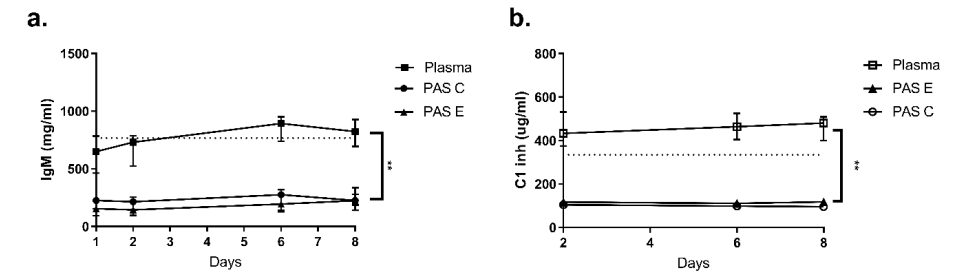 a.
IgM (mg/ml)
1500
1000
500
0
1 2 3 4 5 6 7 8
Days
Plasma
PAS C
PAS E
**
b.
C1 inh (ug/ml)
800
600
400
200
0
2 4 6 8
Days
Plasma
PAS E
PAS C
**